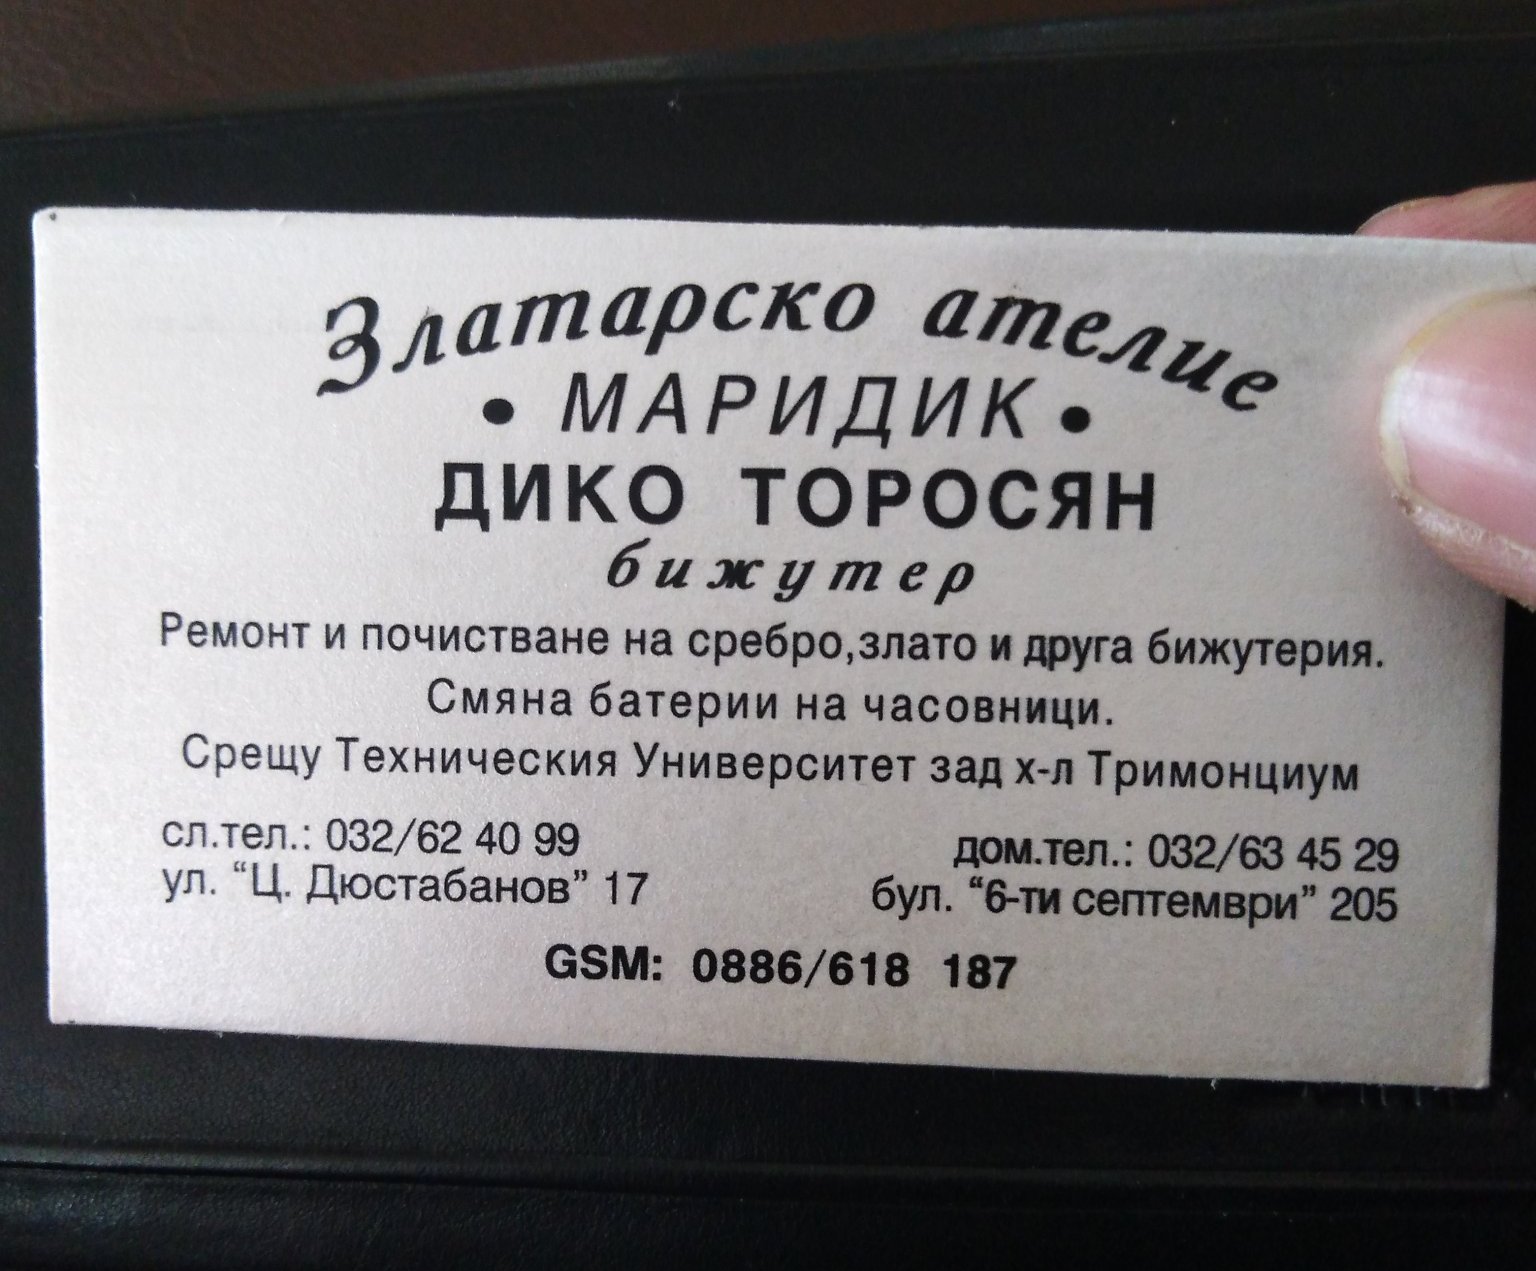 Златарско ателие
• МАРИДИК •
ДИКО ТОРОСЯН
бижутер
Ремонт и почистване на сребро,злато и друга бижутерия.
Смяна батерии на часовници.
Срещу Техническия Университет зад х-л Тримонциум
сл.тел.: 032/62 40 99
ул. “Ц. Дюстабанов” 17
дом.тел.: 032/63 45 29
бул. “6-ти септември” 205
GSM: 0886/618 187